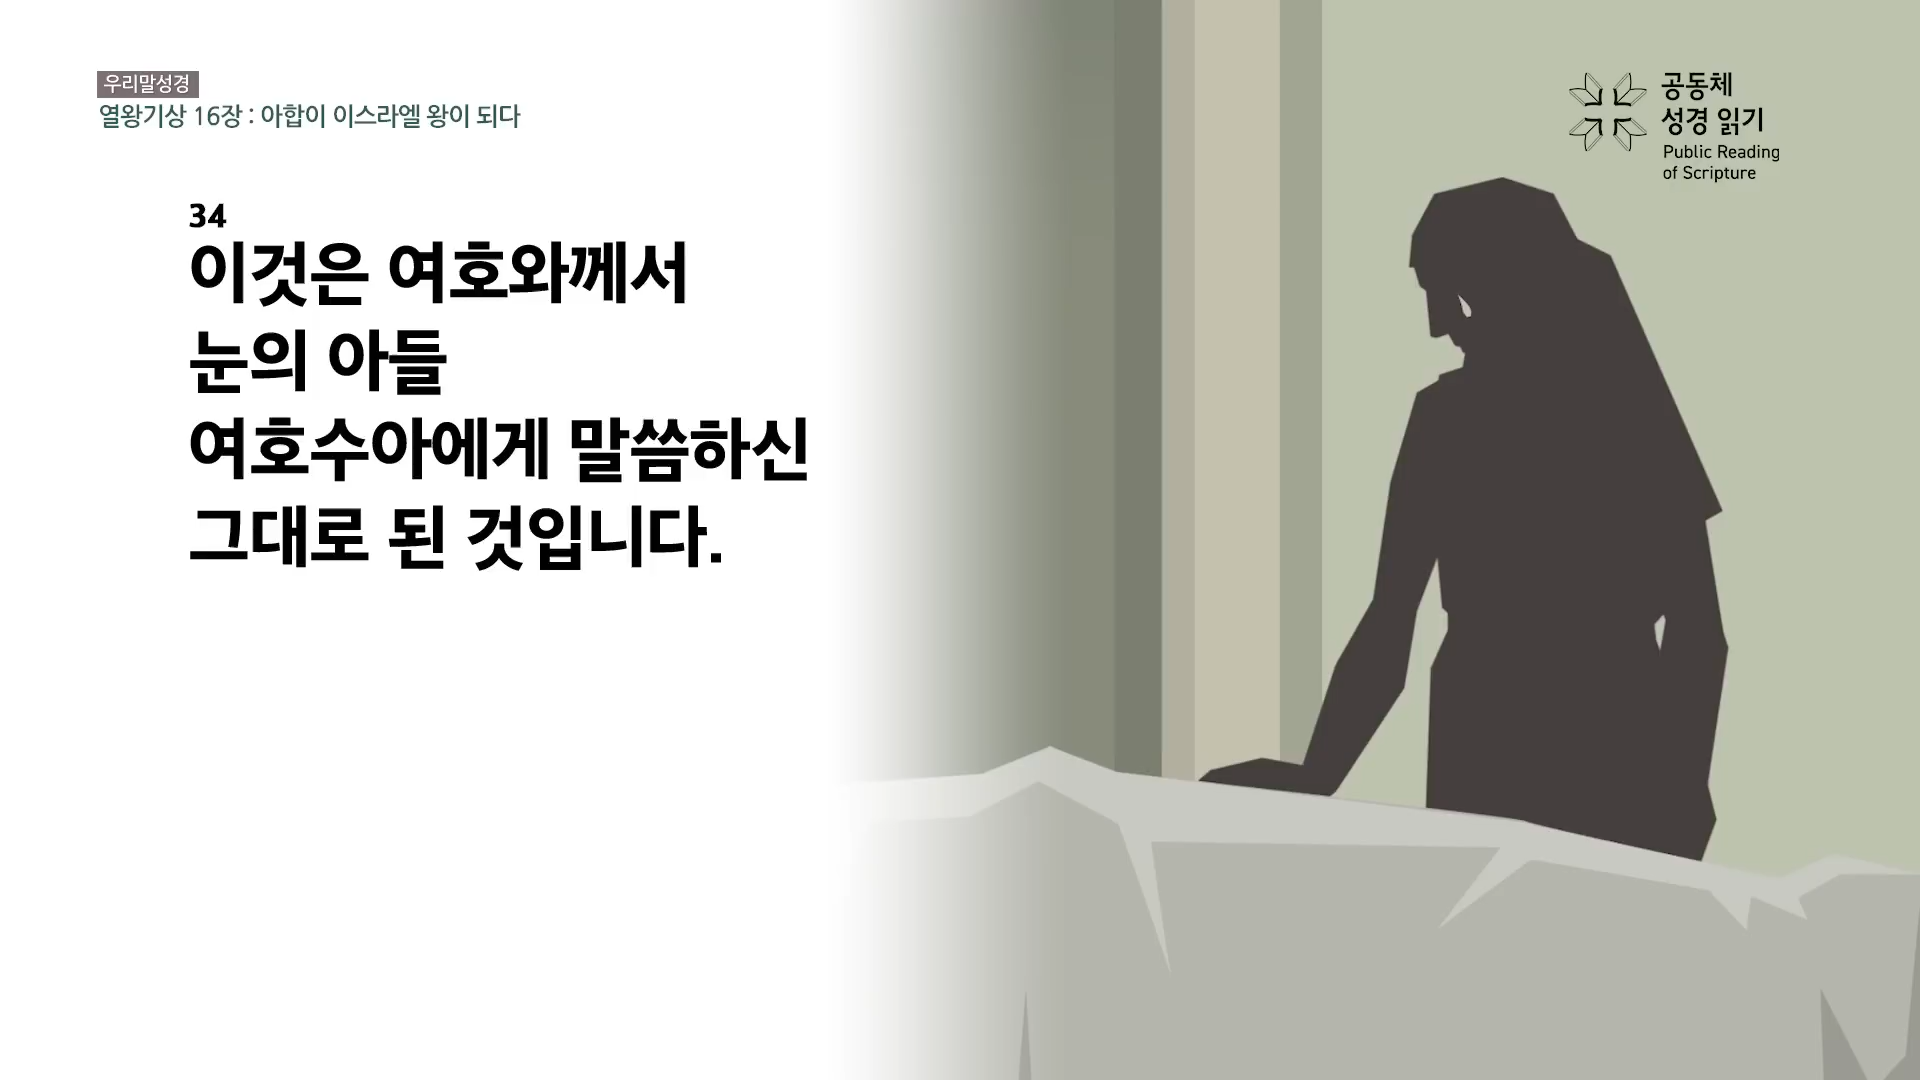 우리말성경
열왕기상 16장 : 아합이 이스라엘 왕이 되다
공동체
성경 읽기
Public Reading
of Scripture
34
이것은 여호와께서
눈의 아들
여호수아에게 말씀하신
그대로 된 것입니다.